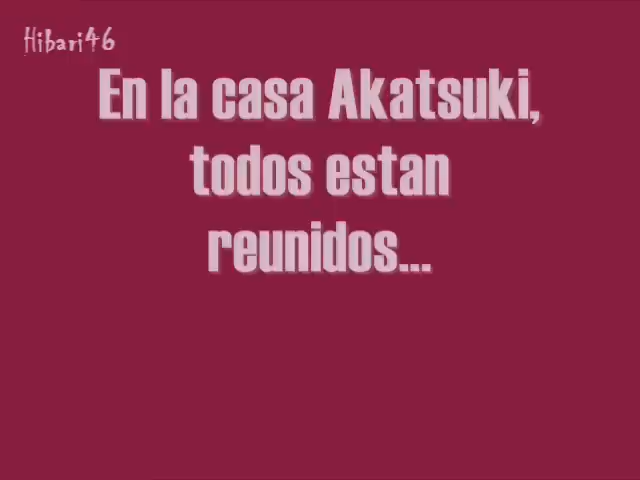 Hibari46
En la casa Akatsuki,
todos estan
reunidos...